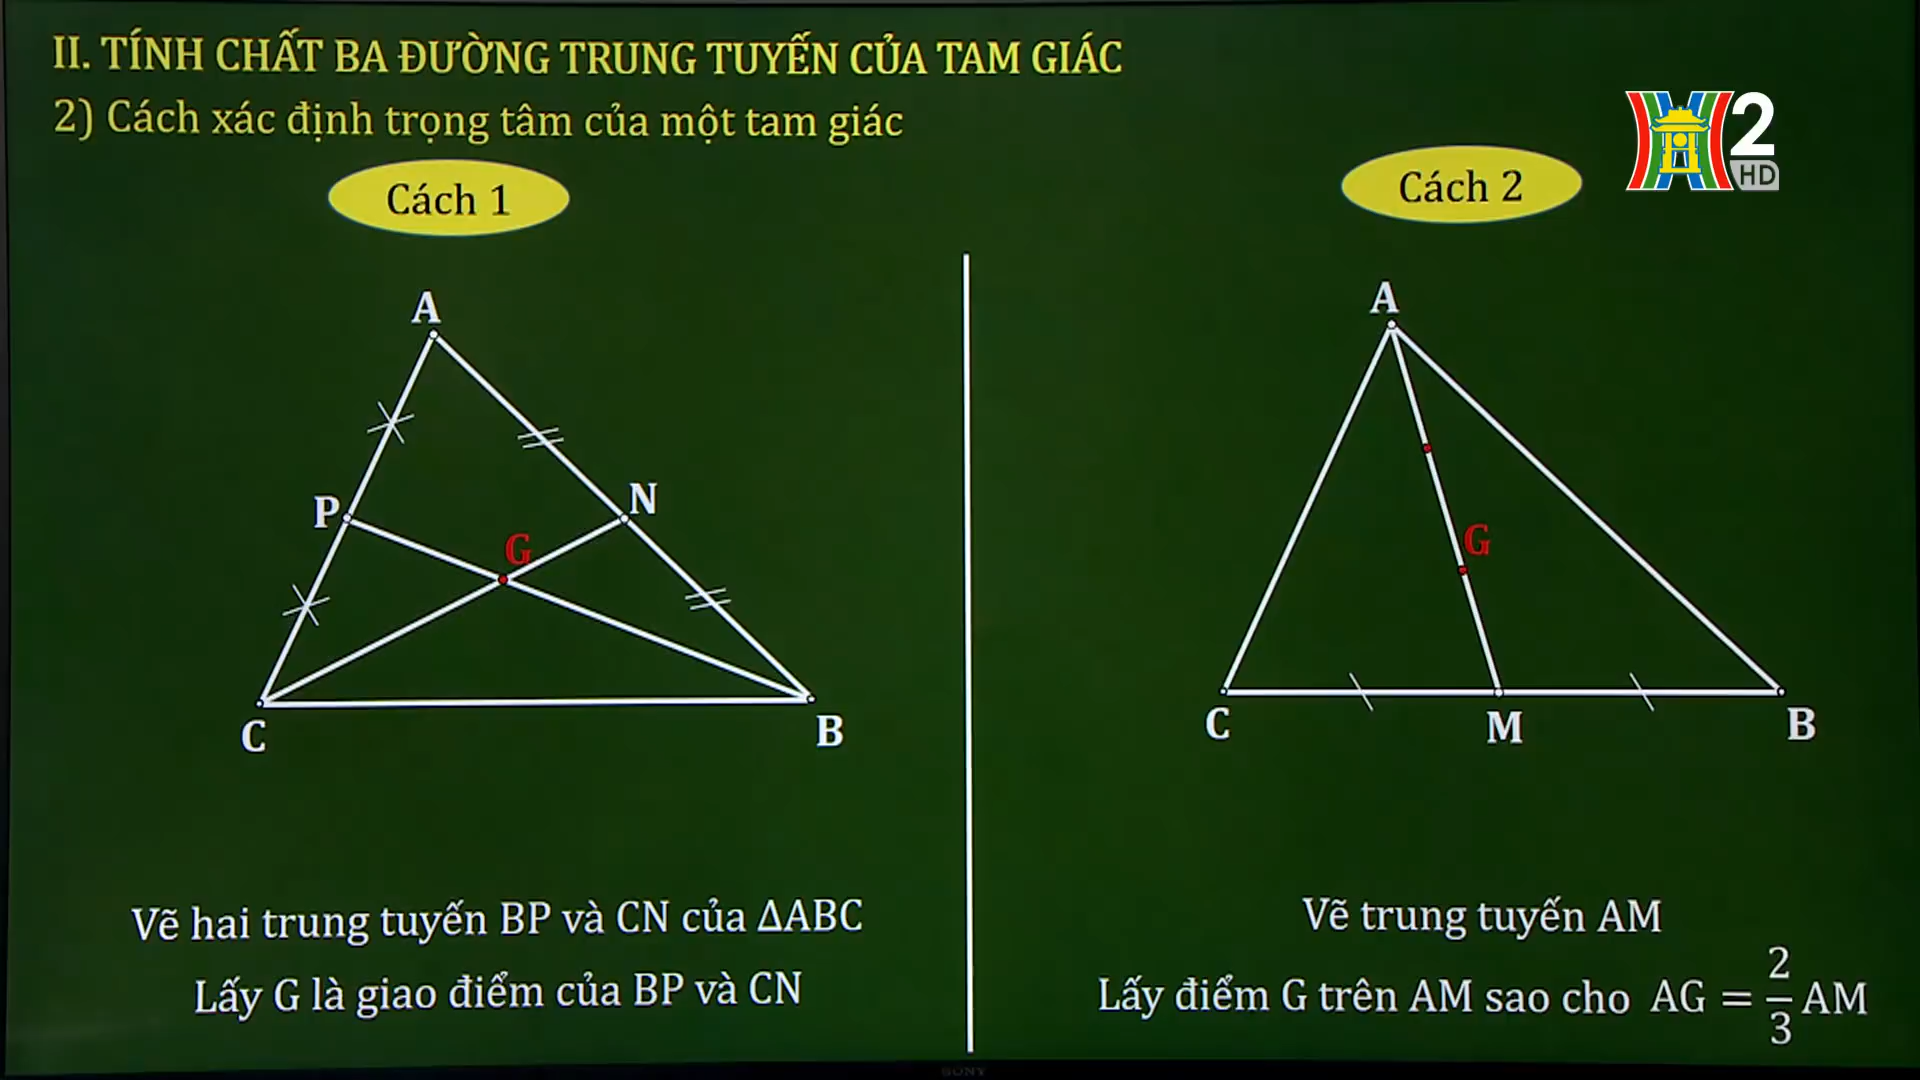 II. TÍNH CHẤT BA ĐƯỜNG TRUNG TUYẾN CỦA TAM GIÁC
2) Cách xác định trọng tâm của một tam giác
2
HD
Cách 1
A
P
N
G
C
B
Vẽ hai trung tuyến BP và CN của ΔABC
Lấy G là giao điểm của BP và CN
Cách 2
A
G
C
M
B
Vẽ trung tuyến AM
Lấy điểm G trên AM sao cho AG = 2/3 AM
SONY